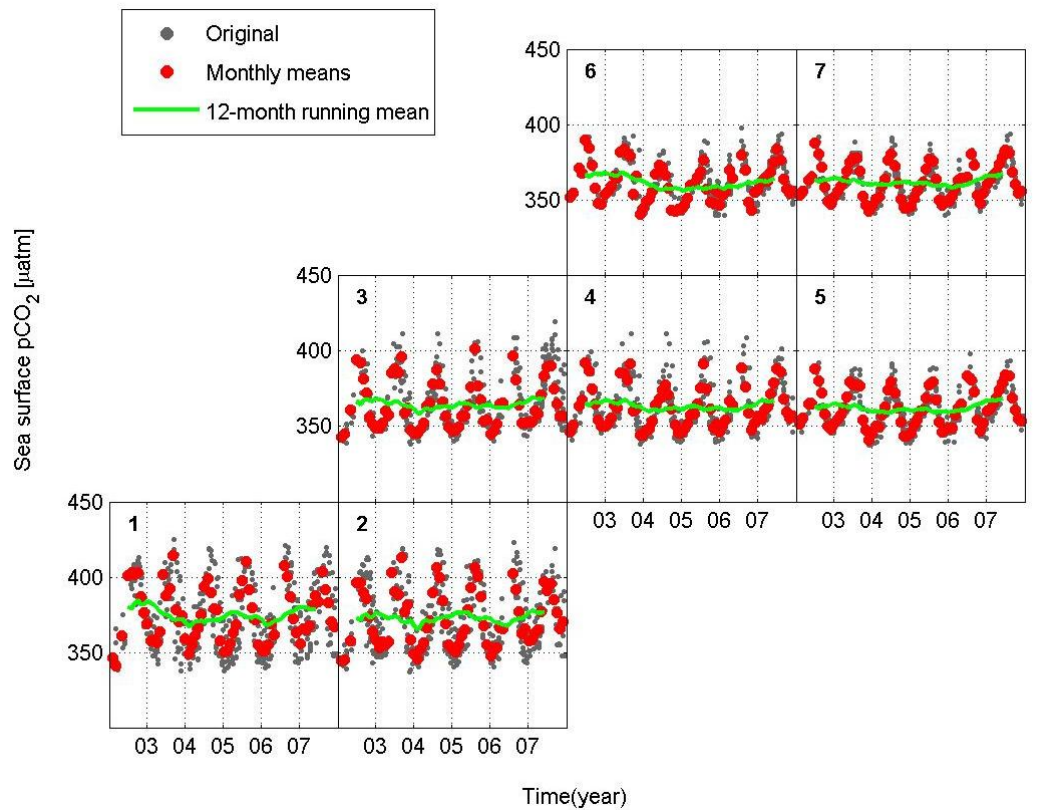 Original
Monthly means
12-month running mean
450
6
7
400
350
Sea surface pCO₂ [µatm]
450
3
4
5
400
350
03 04 05 06 07 03 04 05 06 07
450
1
2
400
350
03 04 05 06 07 03 04 05 06 07
Time(year)